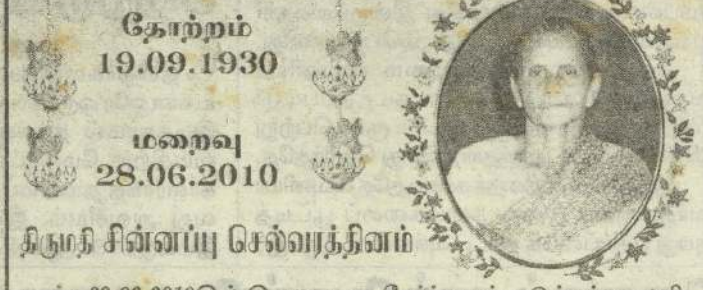 தோற்றம்
19.09.1930
மறைவு
28.06.2010
திருமதி சின்னப்பு செல்வரத்தினம்